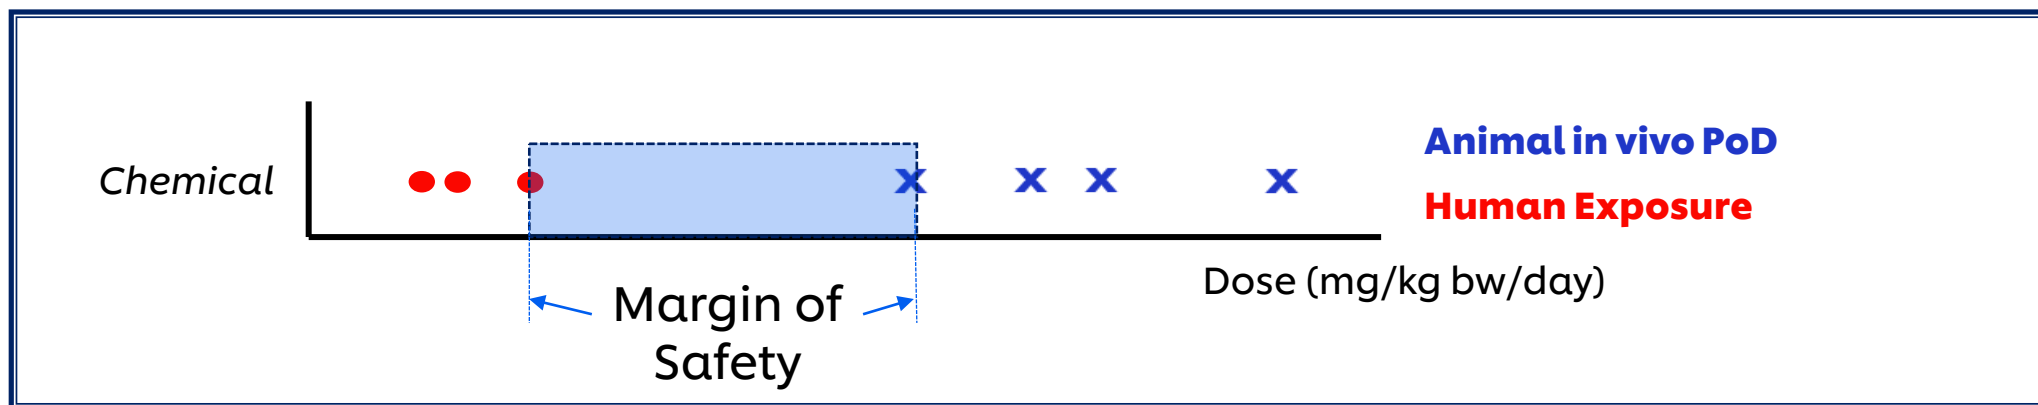 Chemical
x x x x
Animal in vivo PoD
Human Exposure
Dose (mg/kg bw/day)
Margin of
Safety